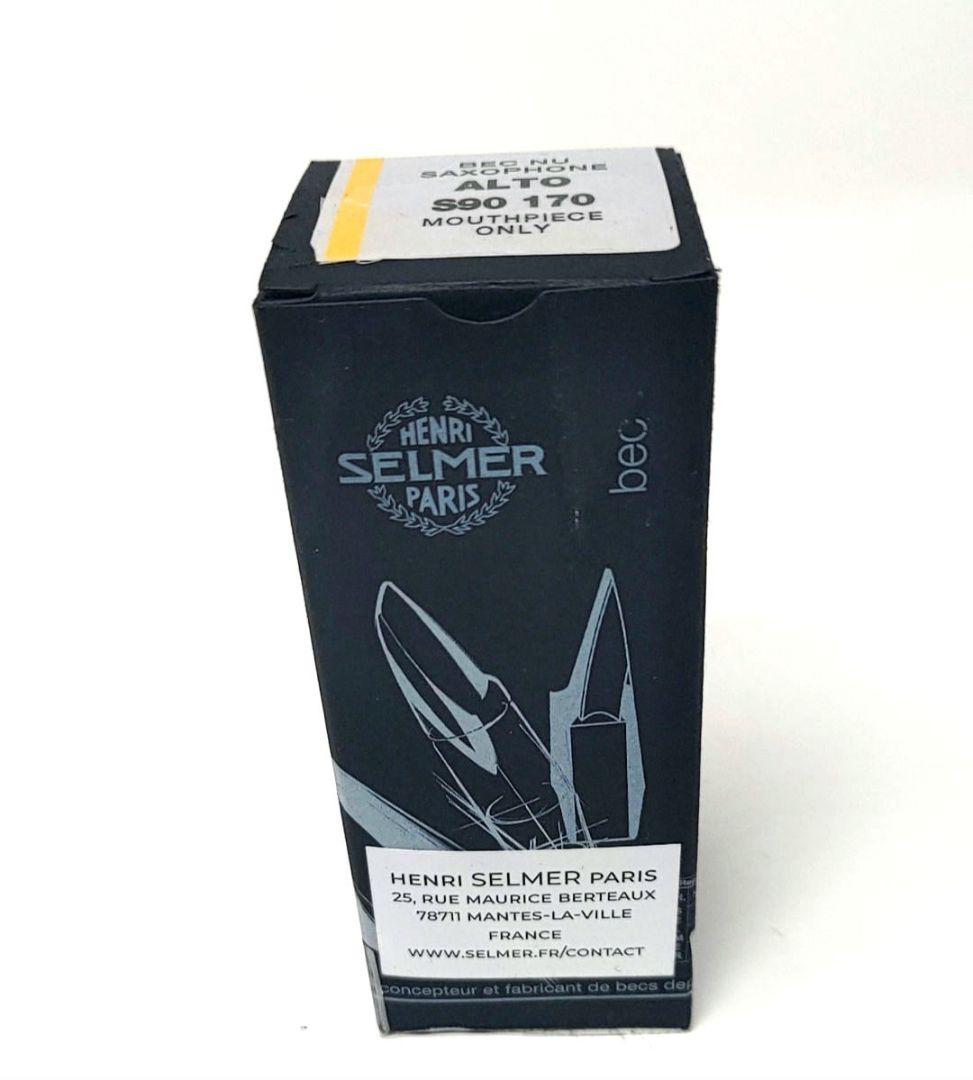 BEC NU
SAXOPHONE
ALTO
S90 170
MOUTHPIECE
ONLY
HENRI
SELMER
PARIS
bec
HENRI SELMER PARIS
25, RUE MAURICE BERTEAUX
78711 MANTES-LA-VILLE
FRANCE
WWW.SELMER.FR/CONTACT
concepteur et fabricant de becs